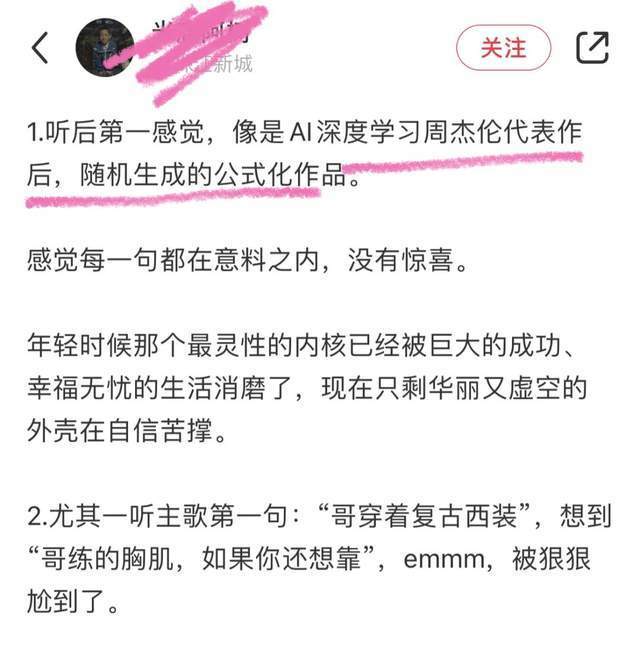 新城
关注
1.听后第一感觉，像是AI深度学习周杰伦代表作
后，随机生成的公式化作品。
感觉每一句都在意料之内，没有惊喜。
年轻时候那个最灵性的内核已经被巨大的成功、
幸福无忧的生活消磨了，现在只剩华丽又虚空的
外壳在自信苦撑。
2.尤其一听主歌第一句：“哥穿着复古西装”，想到
“哥练的胸肌，如果你还想靠”，emmm，被狠狠
尬到了。